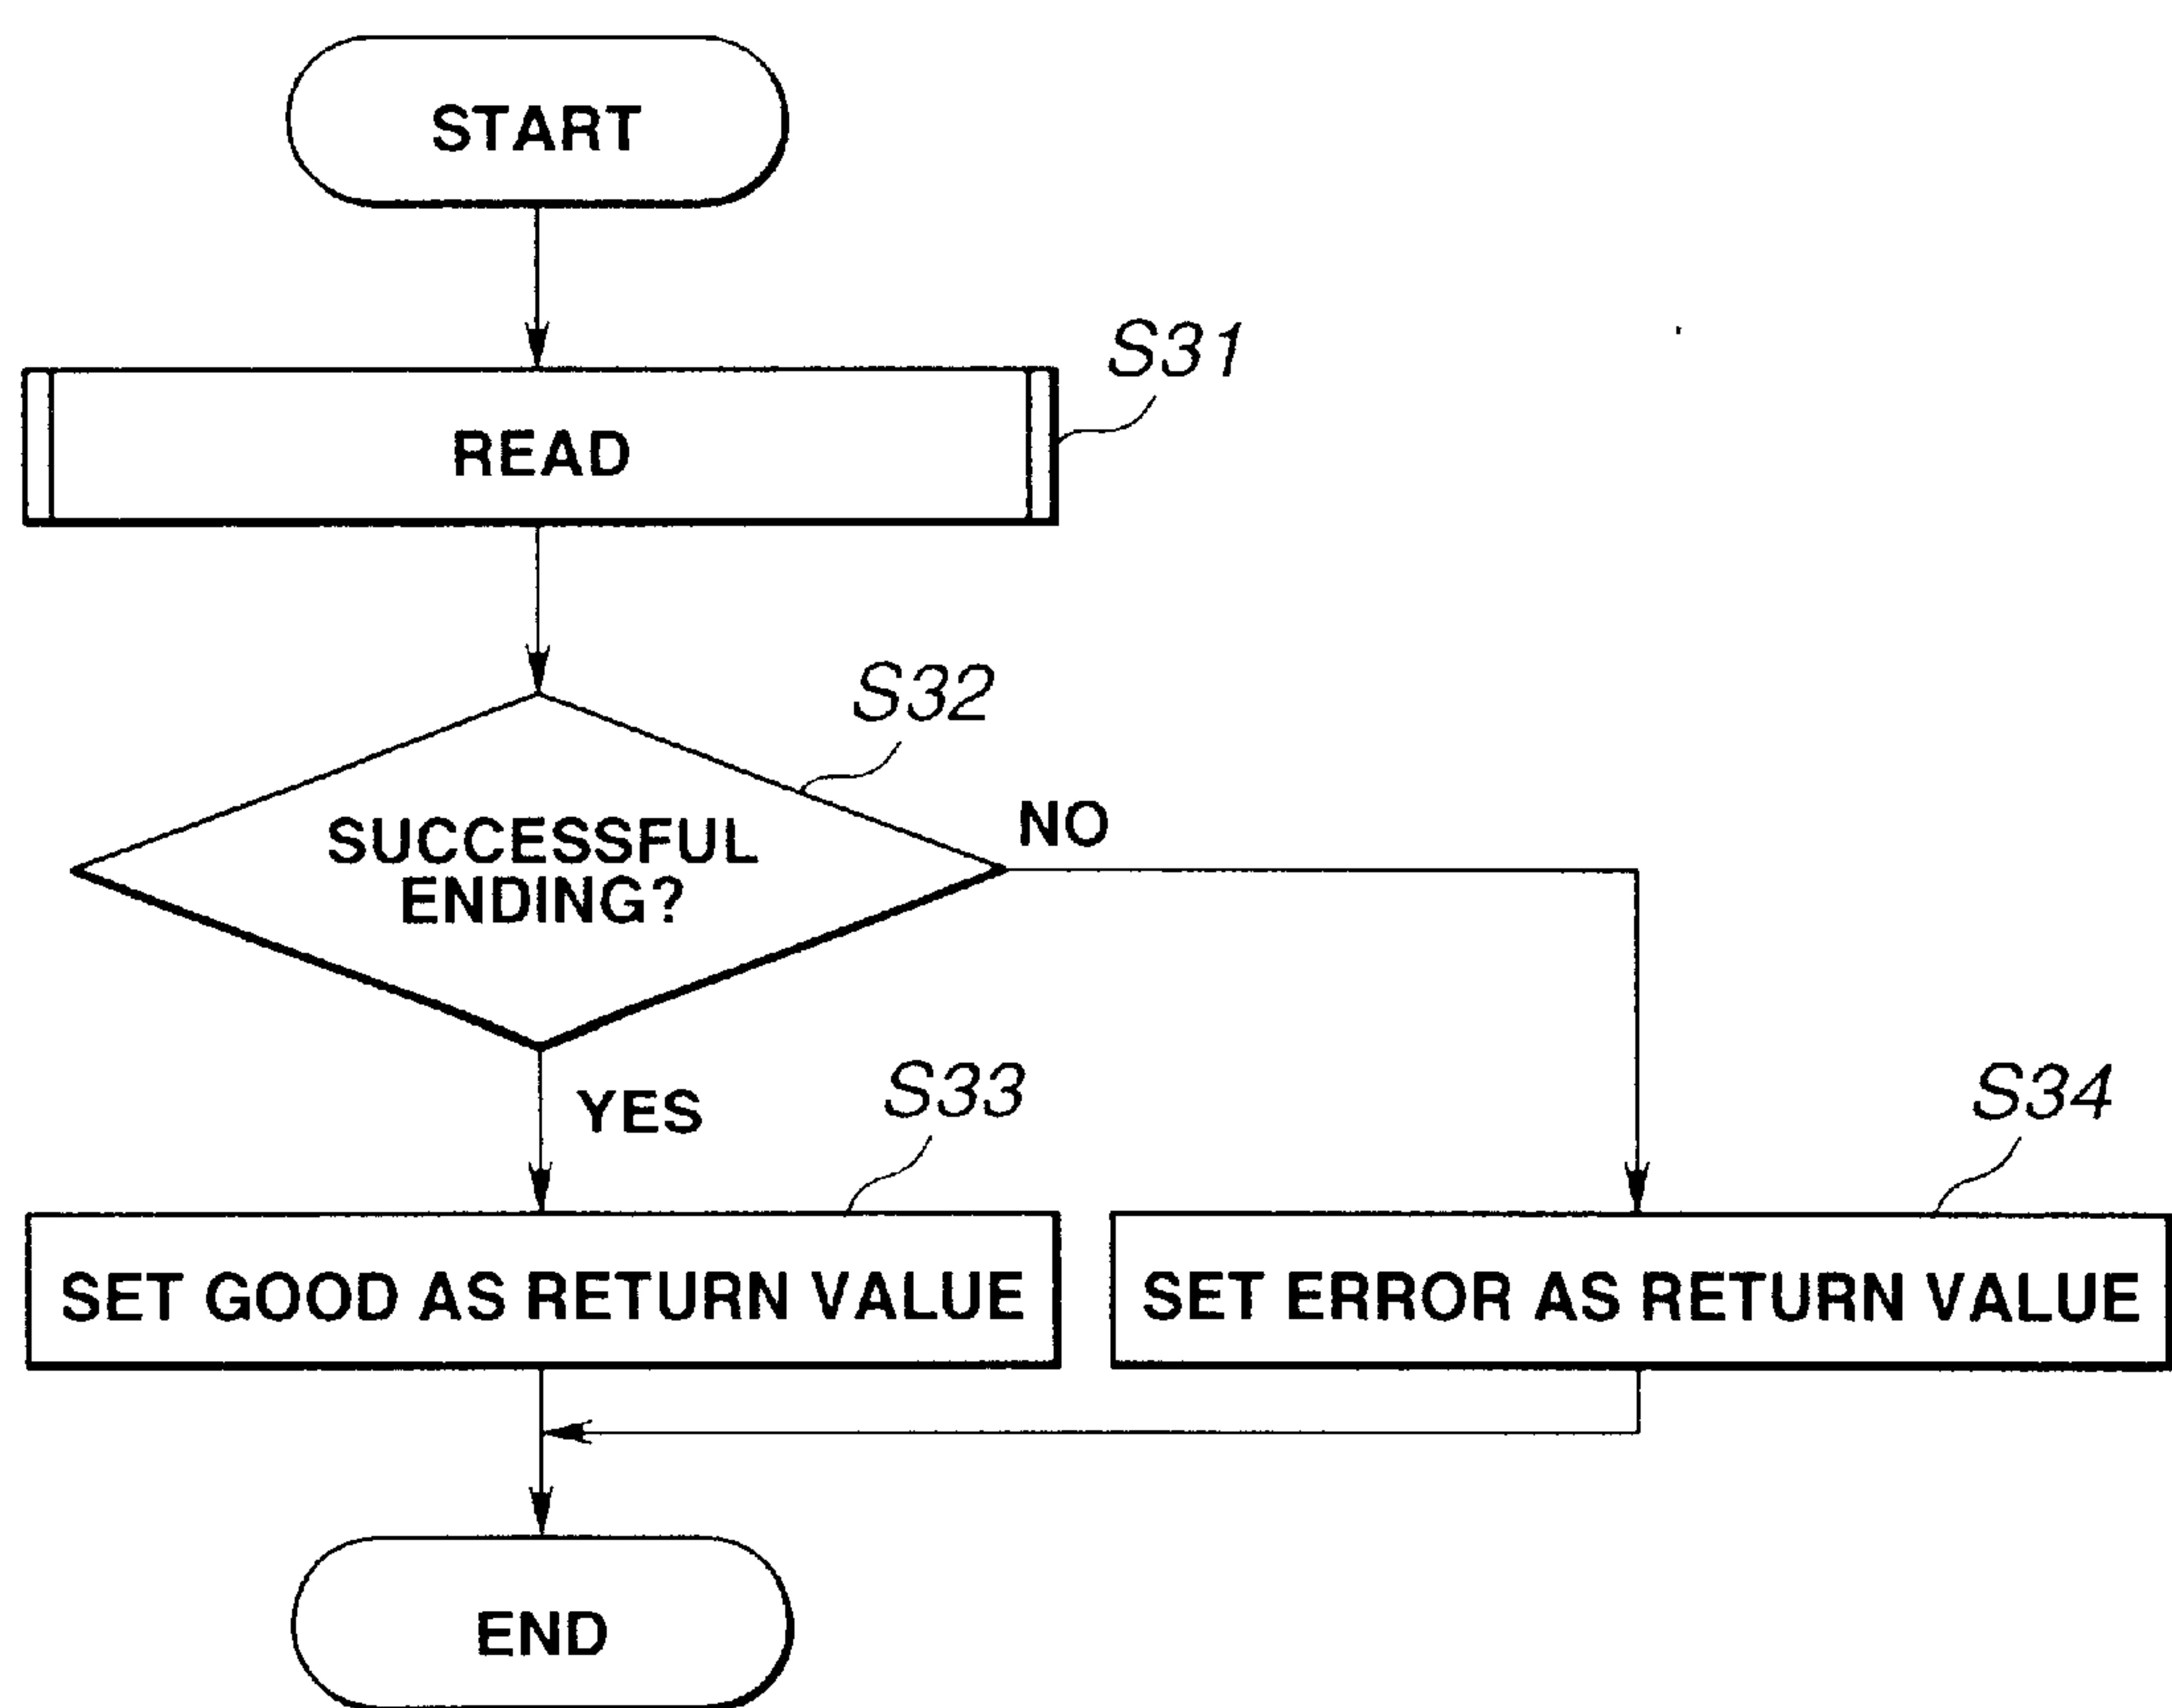 START
S31
READ
S32
SUCCESSFUL
ENDING?
NO
YES
S33
S34
SET GOOD AS RETURN VALUE
SET ERROR AS RETURN VALUE
END